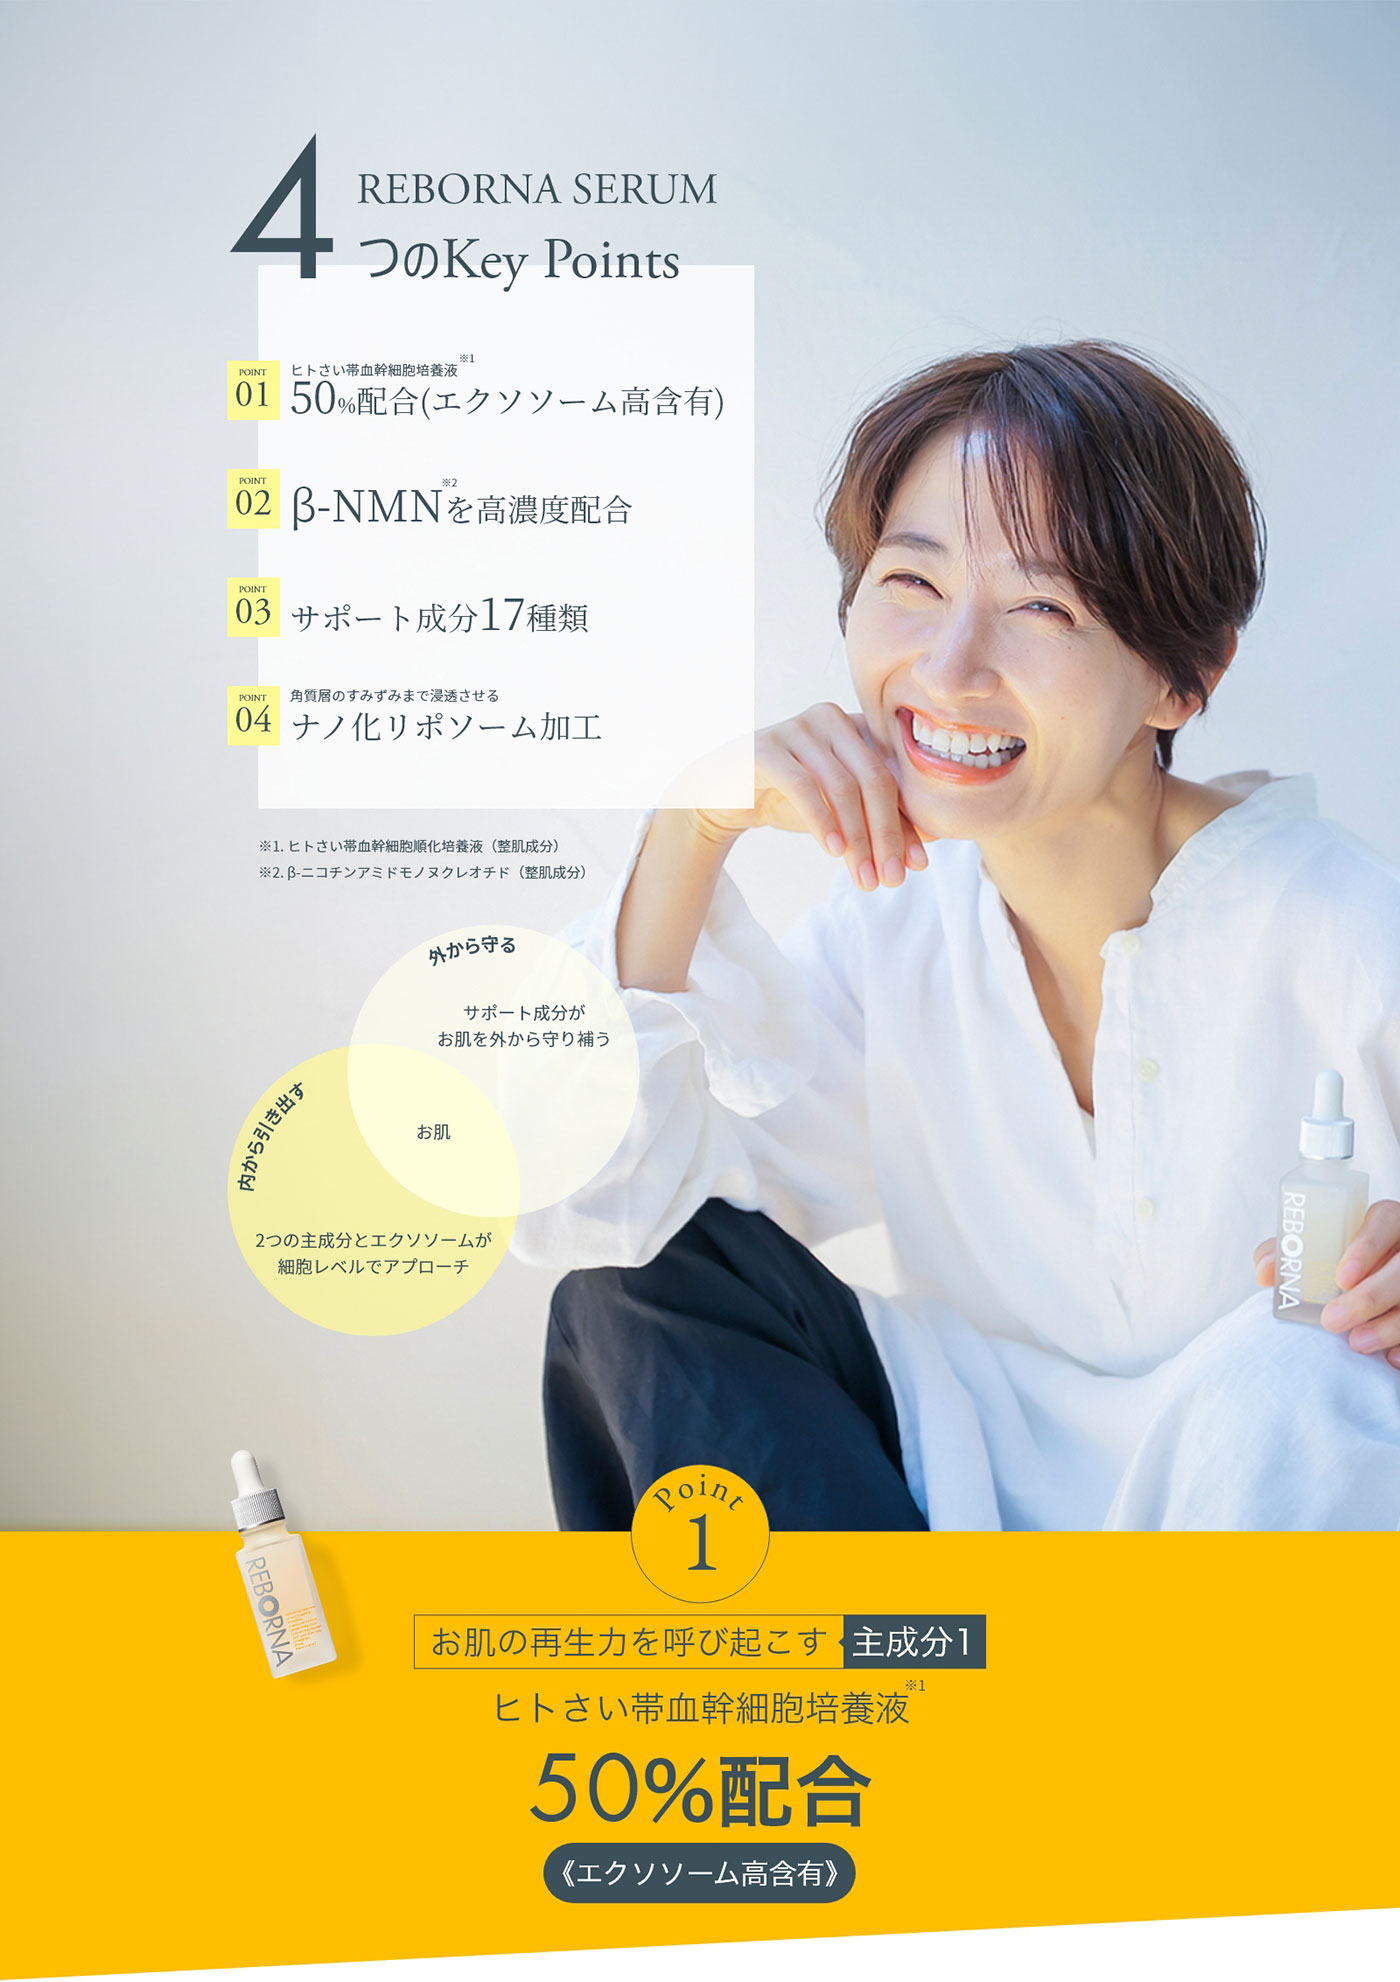 4
REBORNA SERUM
つのKey Points
POINT
01
ヒトさい帯血幹細胞培養液※1
50%配合(エクソソーム高含有)
POINT
02
β-NMN※2を高濃度配合
POINT
03
サポート成分17種類
POINT
04
角質層のすみずみまで浸透させる
ナノ化リポソーム加工
※1. ヒトさい帯血幹細胞順化培養液（整肌成分）
※2. β-ニコチンアミドモノヌクレオチド（整肌成分）
外から守る
サポート成分が
お肌を外から守り補う
お肌
内から引き出す
2つの主成分とエクソソームが
細胞レベルでアプローチ
REBORNA
REBORNA
Point
1
お肌の再生力を呼び起こす 主成分1
ヒトさい帯血幹細胞培養液※1
50%配合
《エクソソーム高含有》